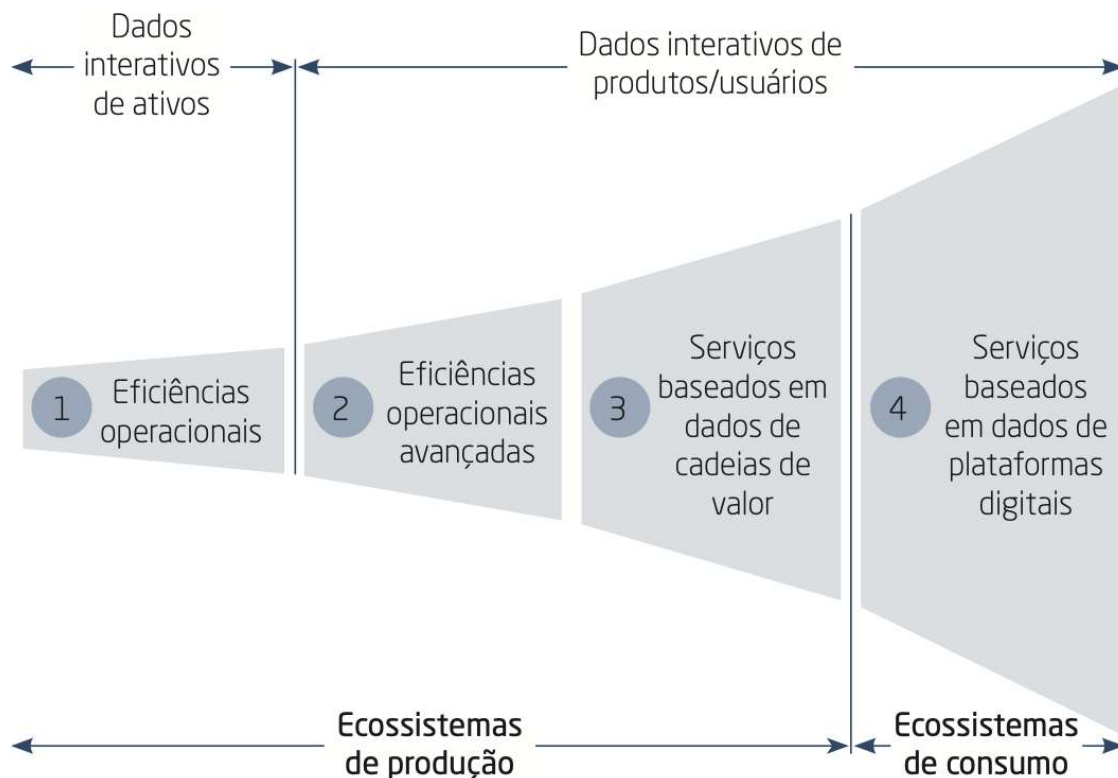 Dados
interativos
de ativos
Dados interativos de
produtos/usuários
1
Eficiências
operacionais
2
Eficiências
operacionais
avançadas
3
Serviços
baseados em
dados de
cadeias de
valor
4
Serviços
baseados
em dados de
plataformas
digitais
Ecossistemas
de produção
Ecossistemas
de consumo